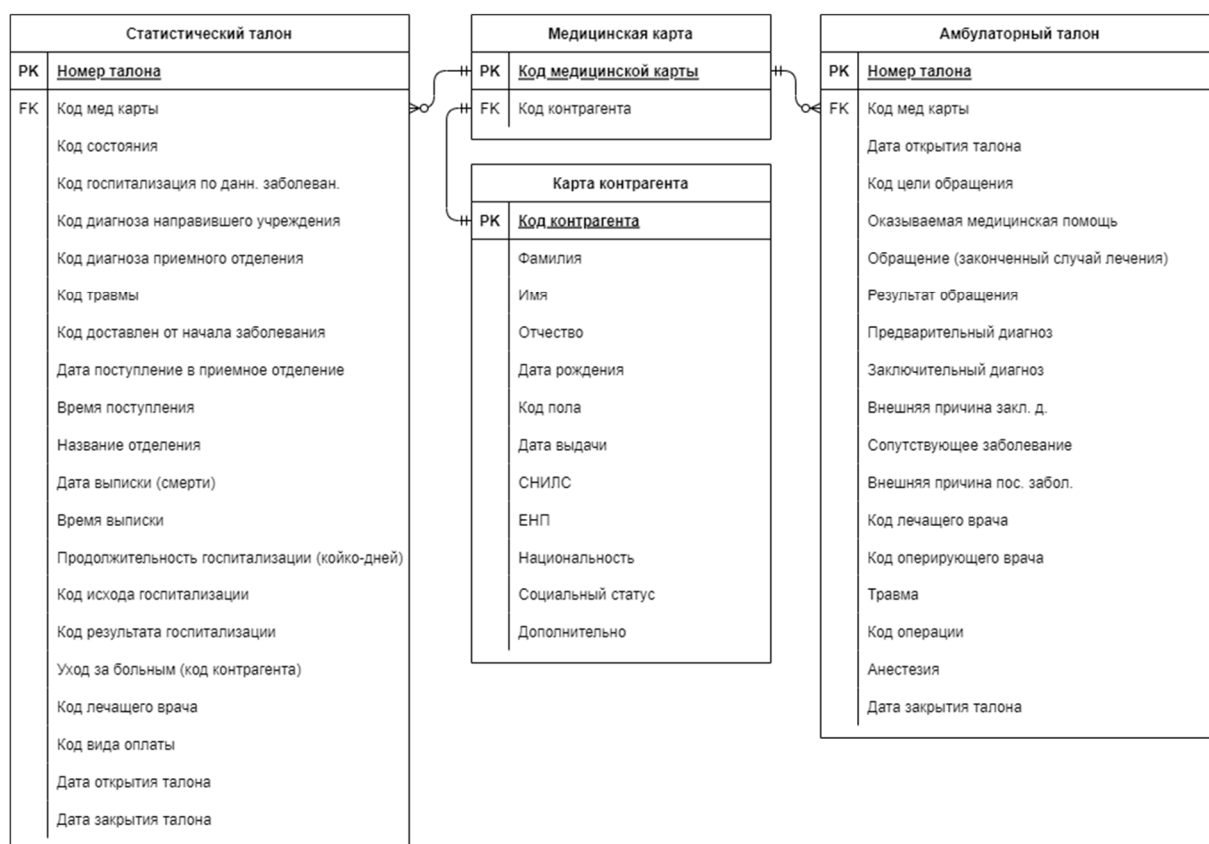 Статистический талон
PK Номер талона
FK Код мед карты
Код состояния
Код госпитализация по данн. заболеван.
Код диагноза направившего учреждения
Код диагноза приемного отделения
Код травмы
Код доставлен от начала заболевания
Дата поступление в приемное отделение
Время поступления
Название отделения
Дата выписки (смерти)
Время выписки
Продолжительность госпитализации (койко-дней)
Код исхода госпитализации
Код результата госпитализации
Уход за больным (код контрагента)
Код лечащего врача
Код вида оплаты
Дата открытия талона
Дата закрытия талона
Медицинская карта
PK Код медицинской карты
FK Код контрагента
Карта контрагента
PK Код контрагента
Фамилия
Имя
Отчество
Дата рождения
Код пола
Дата выдачи
СНИЛС
ЕНП
Национальность
Социальный статус
Дополнительно
Амбулаторный талон
PK Номер талона
FK Код мед карты
Дата открытия талона
Код цели обращения
Оказываемая медицинская помощь
Обращение (законченный случай лечения)
Результат обращения
Предварительный диагноз
Заключительный диагноз
Внешняя причина закл. д.
Сопутствующее заболевание
Внешняя причина пос. забол.
Код лечащего врача
Код оперирующего врача
Травма
Код операции
Анестезия
Дата закрытия талона